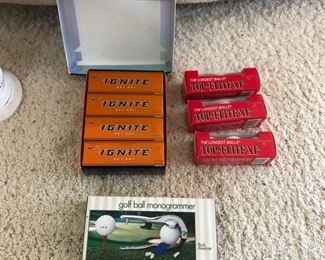 IGNITE
IGNITE
IGNITE
IGNITE
THE LONGEST BALLS
TOP-FLITE XL
THE LONGEST BALLS
TOP-FLITE XL
THE LONGEST BALLS
TOP-FLITE XL
golf ball monogrammer